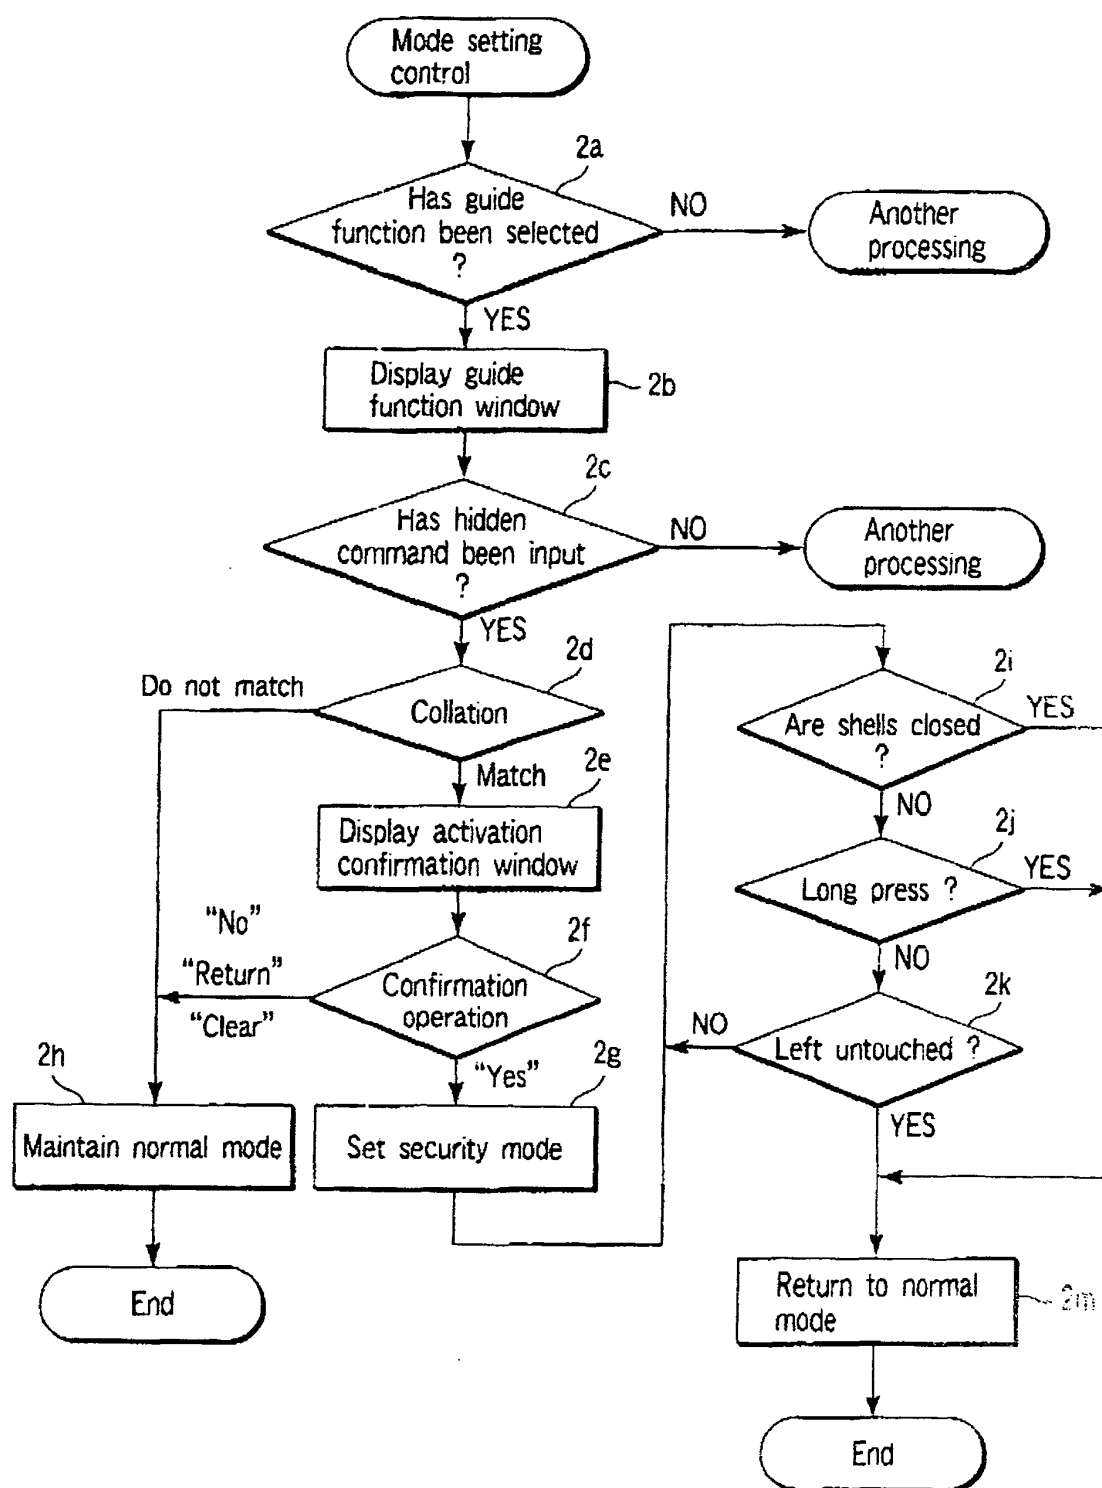 Mode setting
control
2a
Has guide
function been selected
?
NO
Another
processing
YES
Display guide
function window
2b
2c
Has hidden
command been input
?
NO
Another
processing
YES
2d
Do not match
Collation
Match
2e
Display activation
confirmation window
2f
"No"
"Return"
"Clear"
Confirmation
operation
"Yes"
2g
2h
Maintain normal mode
Set security mode
End
2i
Are shells closed
?
YES
NO
2j
Long press ?
YES
NO
2k
Left untouched ?
NO
YES
Return to normal
mode
2m
End